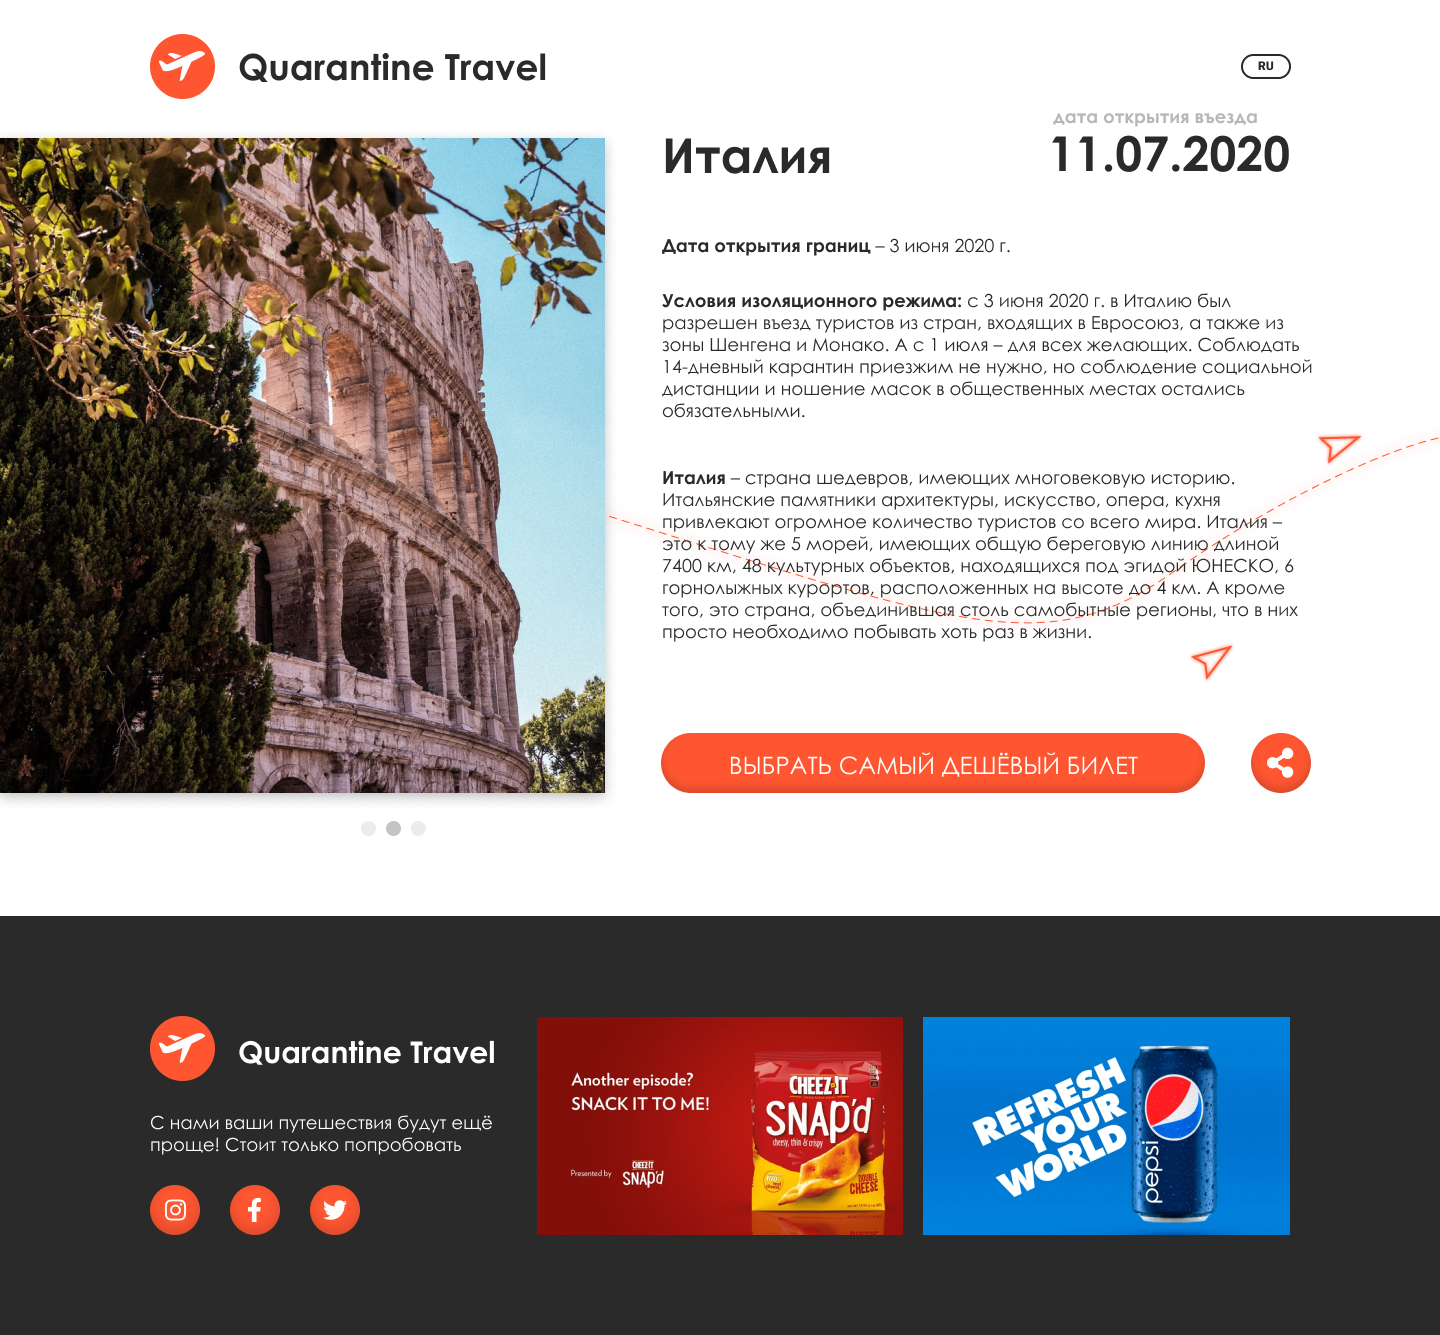 Quarantine Travel
RU
дата открытия въезда
Италия
11.07.2020
Дата открытия границ – 3 июня 2020 г.
Условия изоляционного режима: с 3 июня 2020 г. в Италию был
разрешен въезд туристов из стран, входящих в Евросоюз, а также из
зоны Шенгена и Монако. А с 1 июля – для всех желающих. Соблюдать
14-дневный карантин приезжим не нужно, но соблюдение социальной
дистанции и ношение масок в общественных местах остались
обязательными.
Италия – страна шедевров, имеющих многовековую историю.
Итальянские памятники архитектуры, искусство, опера, кухня
привлекают огромное количество туристов со всего мира. Италия –
это к тому же 5 морей, имеющих общую береговую линию длиной
7400 км, 48 культурных объектов, находящихся под эгидой ЮНЕСКО, 6
горнолыжных курортов, расположенных на высоте до 4 км. А кроме
того, это страна, объединившая столь самобытные регионы, что в них
просто необходимо побывать хоть раз в жизни.
ВЫБРАТЬ САМЫЙ ДЕШЁВЫЙ БИЛЕТ
Quarantine Travel
С нами ваши путешествия будут ещё
проще! Стоит только попробовать
Another episode?
SNACK IT TO ME!
Presented by
CHEEZ-IT
SNAP'd
CHEEZ-IT
SNAP'd
cheesy, thin & crispy
100%
DOUBLE
CHEESE
REFRESH
YOUR
WORLD
pepsi